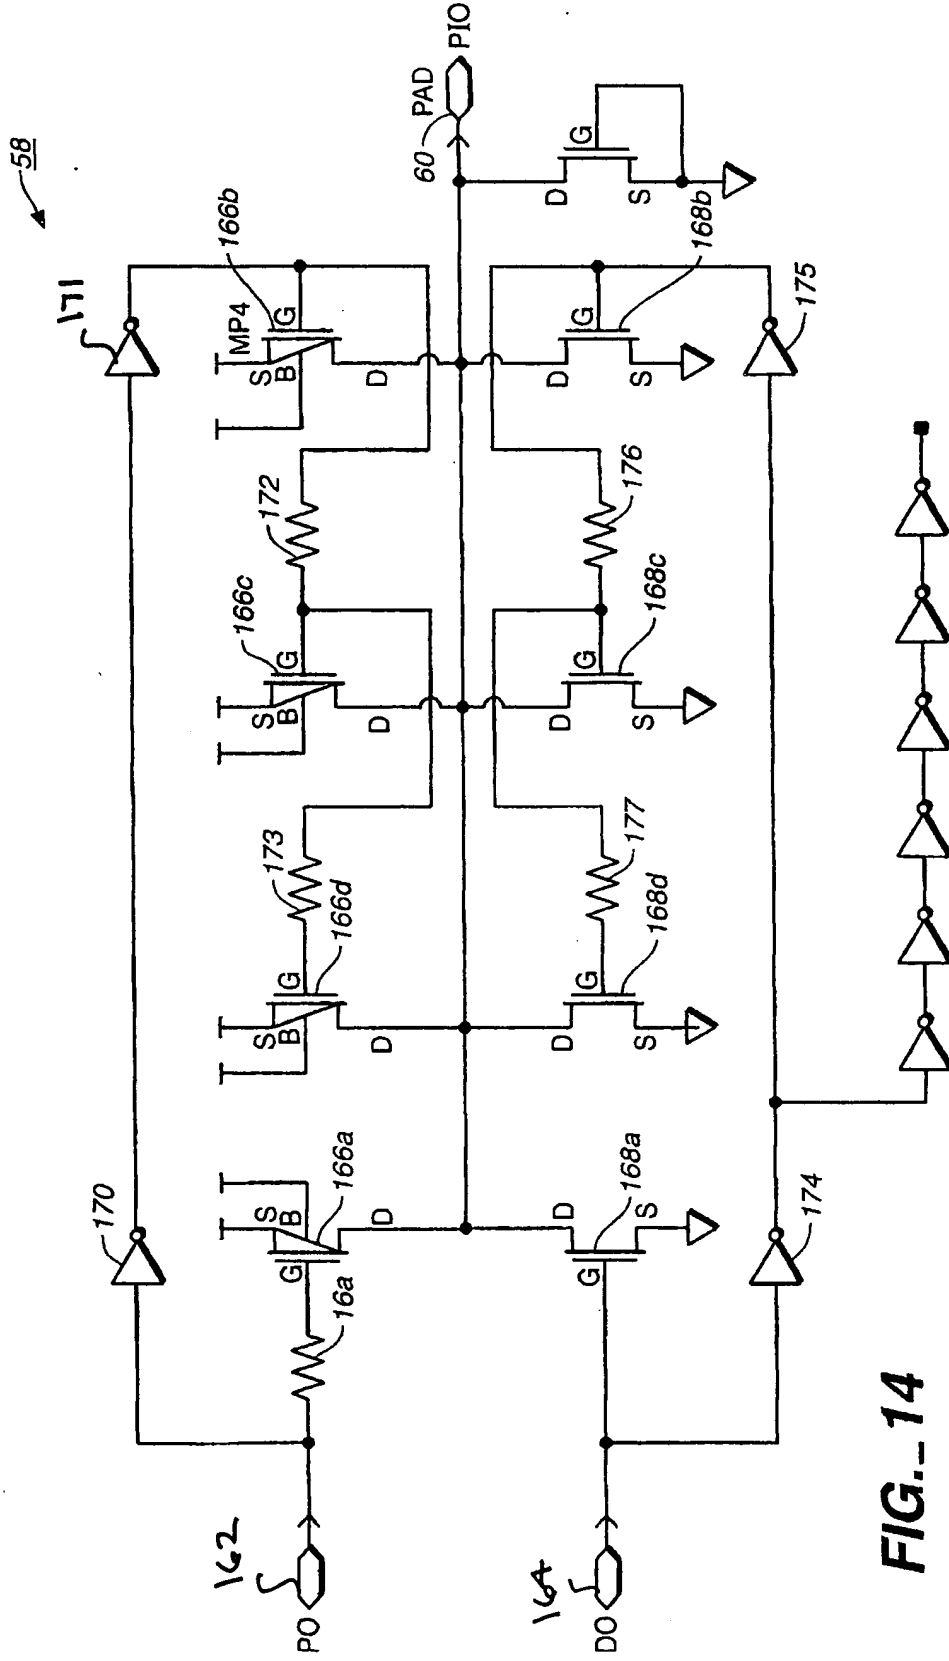 58
171
166b
MP4
S
B
G
D
60
PAD
PIO
172
166c
G
S
B
D
173
166d
G
S
B
D
170
166a
S
B
G
D
16a
162
PO
D
G
S
D
G
S
168b
175
176
168c
G
D
S
177
168d
G
D
S
168a
D
G
S
174
164
DO
FIG._14